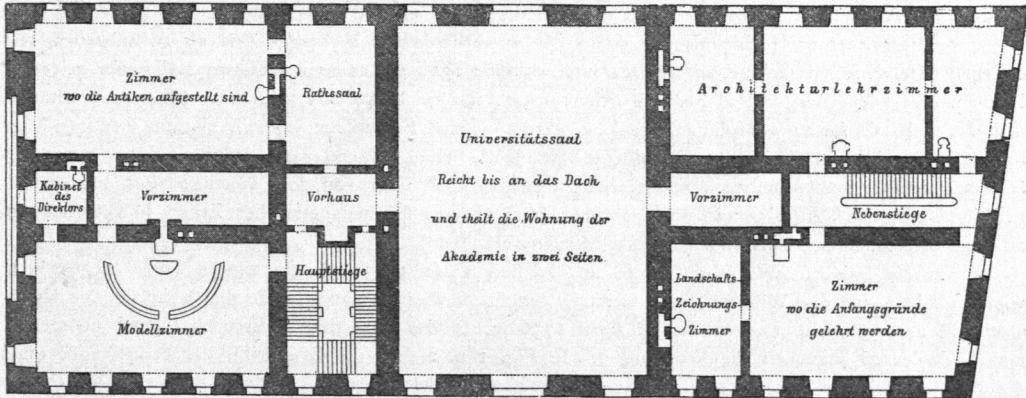 Zimmer
wo die Antiken aufgestellt sind
Rathssaal
Architekturlehrzimmer
Universitätssaal
Reicht bis an das Dach
und theilt die Wohnung der
Akademie in zwei Seiten.
Kabinet
des
Direktors
Vorzimmer
Vorhaus
Vorzimmer
Nebenstiege
Hauptstiege
Modellzimmer
Landschafts-
Zeichnungs-
Zimmer
Zimmer
wo die Anfangsgründe
gelehrt werden